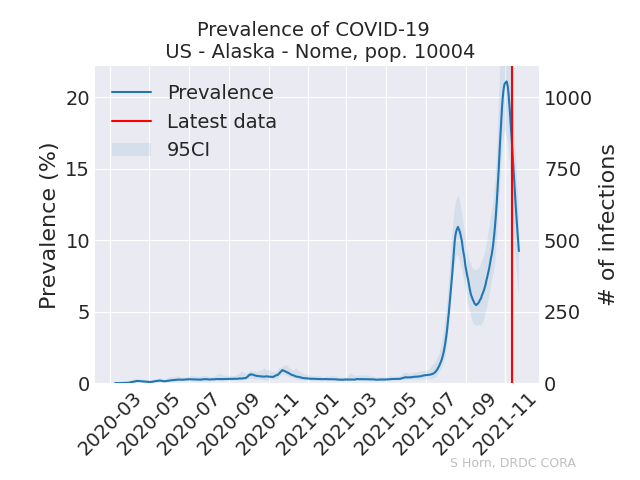 Prevalence of COVID-19
US - Alaska - Nome, pop. 10004
Prevalence
Latest data
95CI
Prevalence (%)
20
15
10
5
0
1000
750
500
250
0
# of infections
2020-03
2020-05
2020-07
2020-09
2020-11
2021-01
2021-03
2021-05
2021-07
2021-09
2021-11
S Horn, DRDC CORA